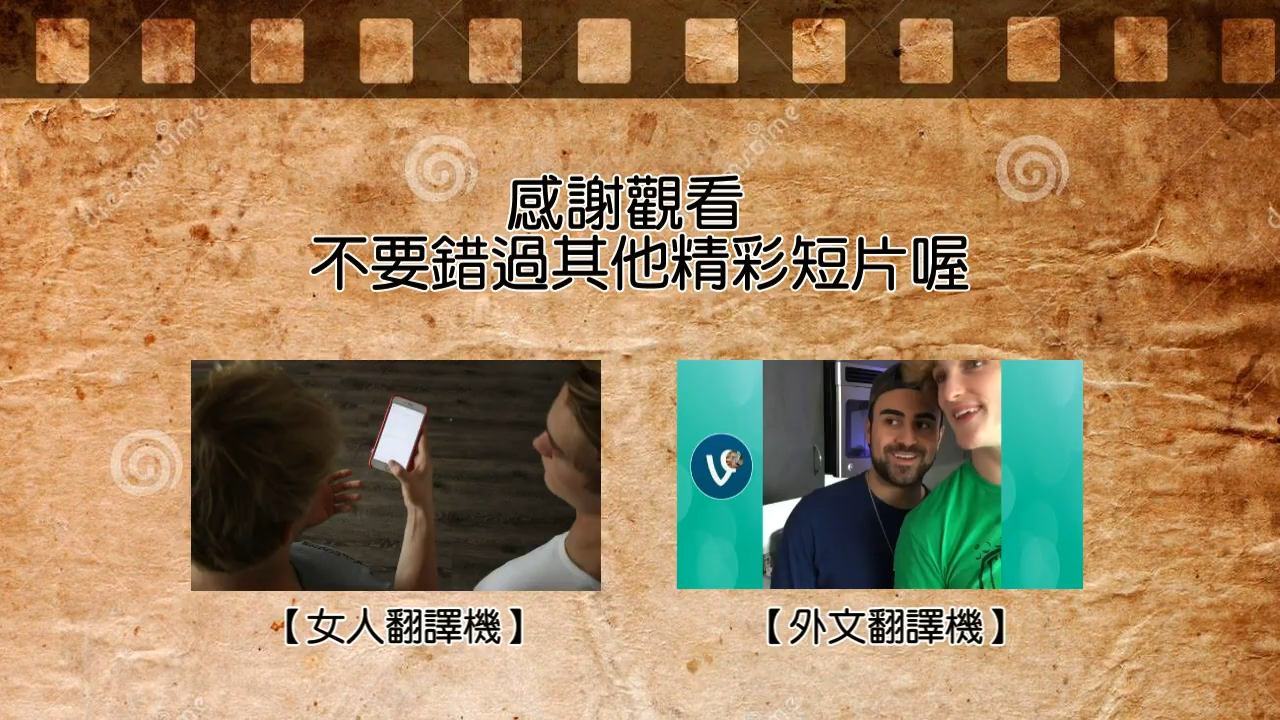 感謝觀看
不要錯過其他精彩短片喔
【女人翻譯機】
【外文翻譯機】